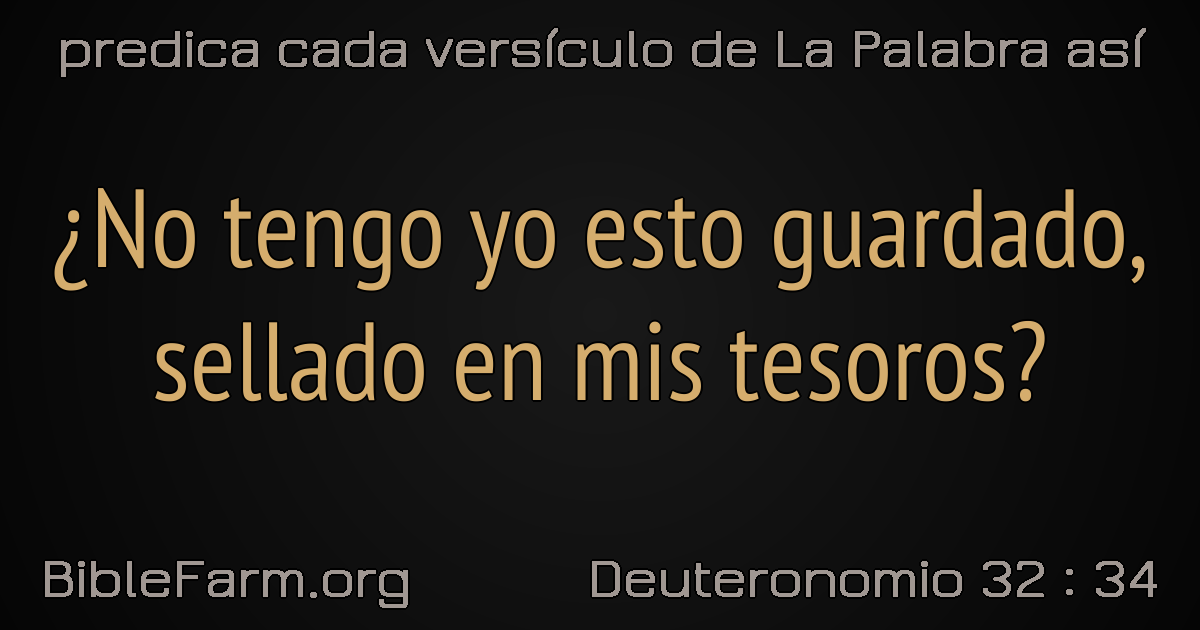 predica cada versículo de La Palabra así
¿No tengo yo esto guardado,
sellado en mis tesoros?
BibleFarm.org
Deuteronomio 32 : 34